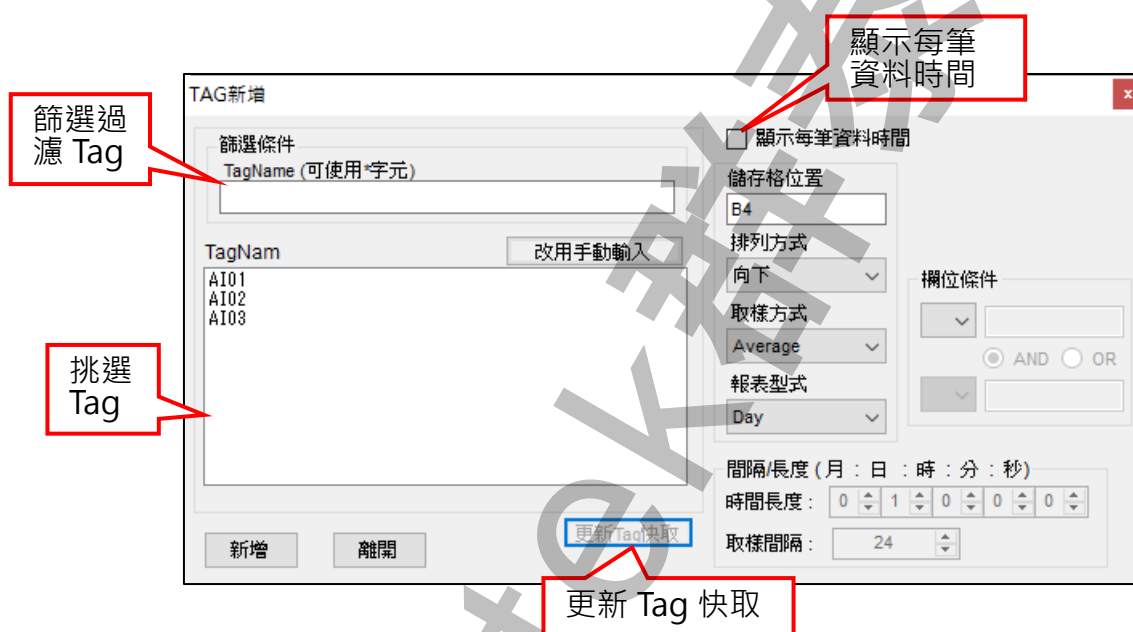 顯示每筆
資料時間
TAG新增
x
篩選過
濾 Tag
篩選條件
TagName (可使用*字元)
顯示每筆資料時間
儲存格位置
B4
TagNam
改用手動輸入
AI01
AI02
AI03
排列方式
向下
取樣方式
Average
報表型式
Day
欄位條件
AND
OR
挑選
Tag
間隔/長度 (月 : 日 : 時 : 分 : 秒)
時間長度 : 0 1 0 0 0
取樣間隔 : 24
新增
離開
更新Tag快取
更新 Tag 快取